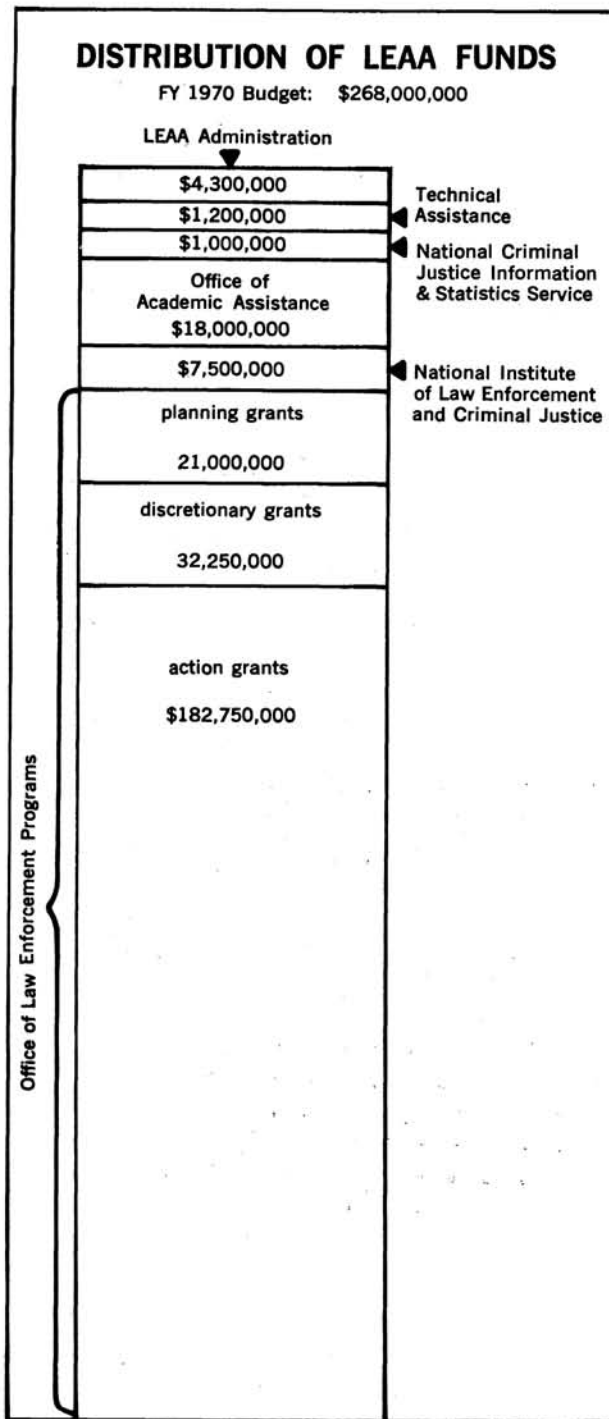 DISTRIBUTION OF LEAA FUNDS
FY 1970 Budget: $268,000,000
LEAA Administration
$4,300,000
$1,200,000
Technical
Assistance
$1,000,000
National Criminal
Justice Information
& Statistics Service
Office of
Academic Assistance
$18,000,000
$7,500,000
National Institute
of Law Enforcement
and Criminal Justice
planning grants
21,000,000
discretionary grants
32,250,000
action grants
$182,750,000
Office of Law Enforcement Programs